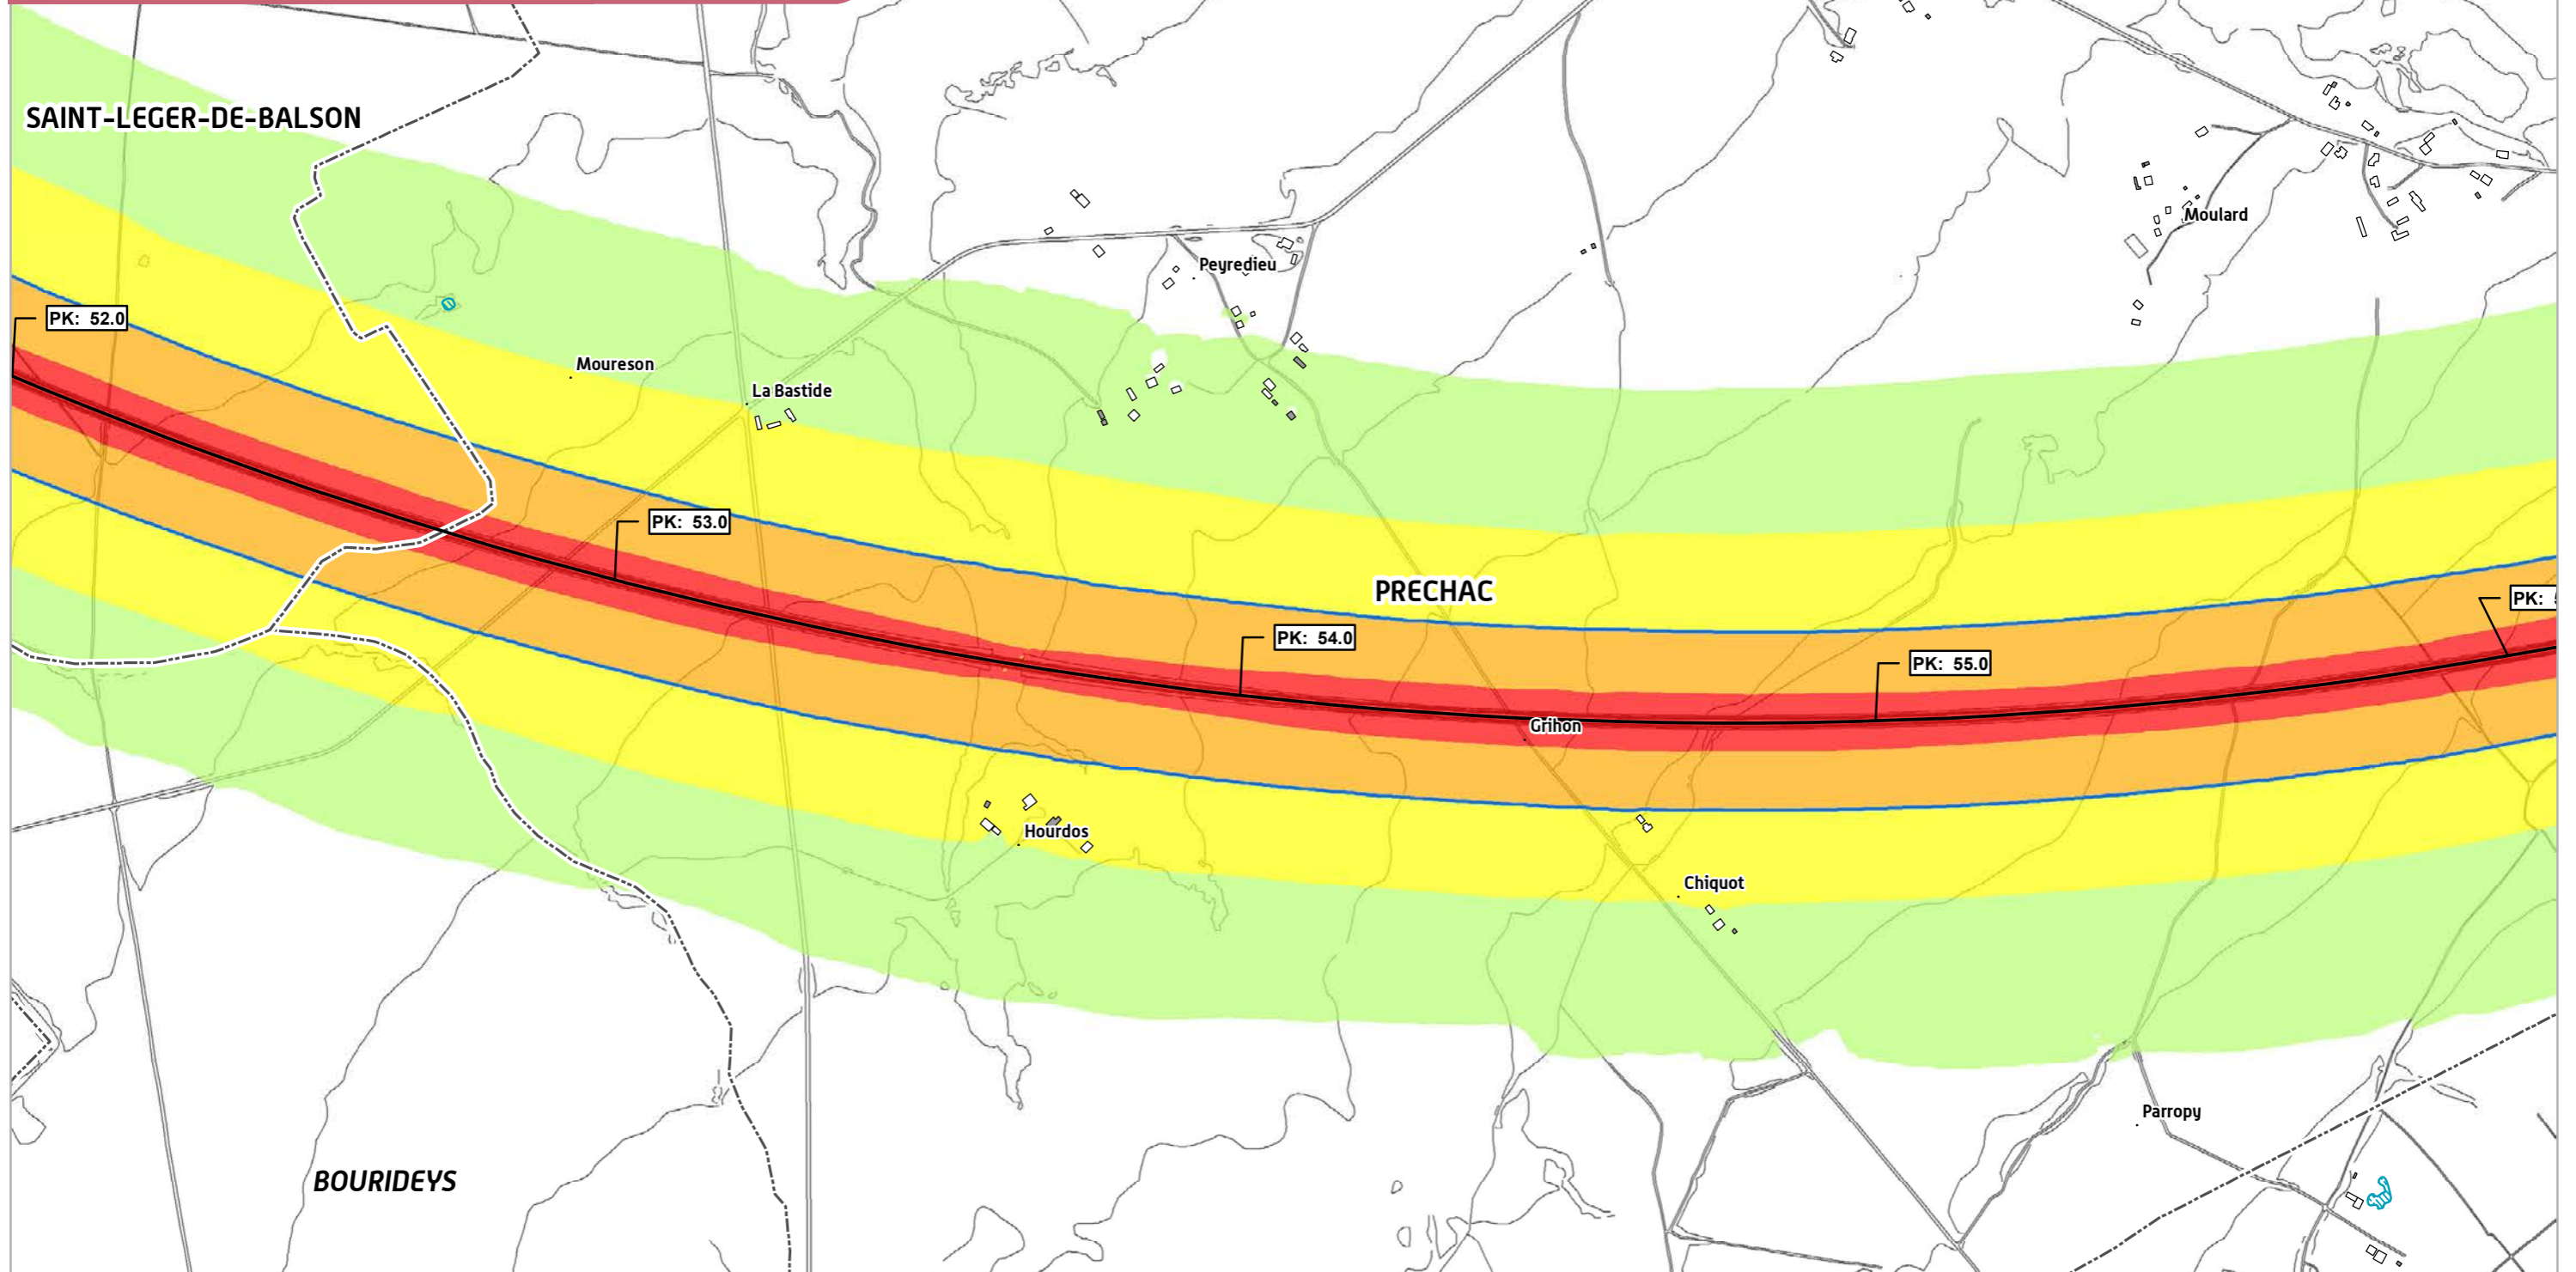 SAINT-LEGER-DE-BALSON
Moulard
Peyredieu
PK: 52.0
Moureson
La Bastide
PK: 53.0
PRECHAC
PK:
PK: 54.0
PK: 55.0
Grihon
Hourdos
Chiquot
Parropy
BOURIDEYS